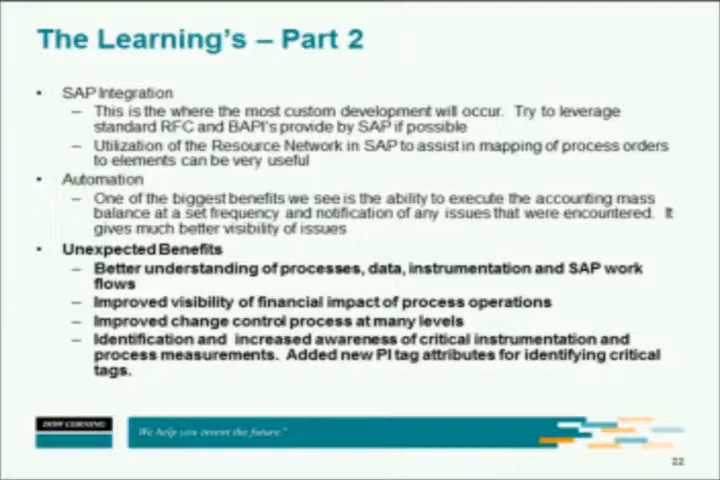 The Learning's – Part 2
• SAP Integration
– This is the where the most custom development will occur. Try to leverage
standard RFC and BAPI's provide by SAP if possible
– Utilization of the Resource Network in SAP to assist in mapping of process orders
to elements can be very useful
• Automation
– One of the biggest benefits we see is the ability to execute the accounting mass
balance at a set frequency and notification of any issues that were encountered. It
gives much better visibility of issues
• Unexpected Benefits
– Better understanding of processes, data, instrumentation and SAP work
flows
– Improved visibility of financial impact of process operations
– Improved change control process at many levels
– Identification and increased awareness of critical instrumentation and
process measurements. Added new PI tag attributes for identifying critical
tags.
DOW CORNING
We help you invent the future.™
22